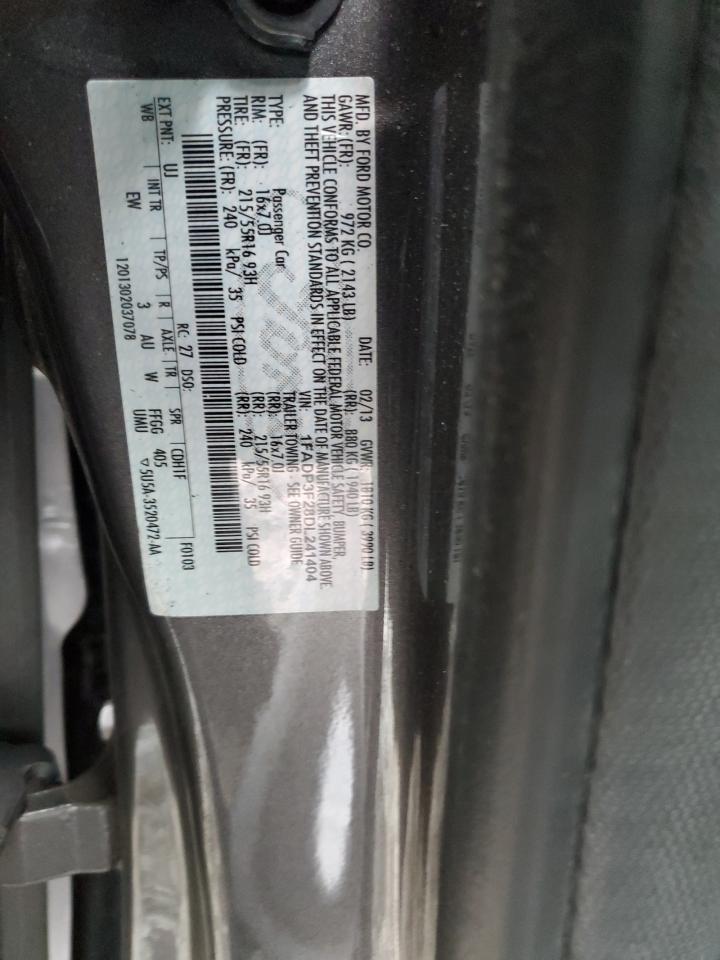 MFD. BY FORD MOTOR CO.
DATE: 02/13 GVWR: 1810 KG ( 3990 LB)
GAWR: (FR): 972 KG ( 2143 LB) (RR): 880 KG ( 1940 LB)
THIS VEHICLE CONFORMS TO ALL APPLICABLE FEDERAL MOTOR VEHICLE SAFETY, BUMPER,
AND THEFT PREVENTION STANDARDS IN EFFECT ON THE DATE OF MANUFACTURE SHOWN ABOVE.
VIN: 1FADP3F28DL241404
TYPE: Passenger Car TRAILER TOWING - SEE OWNER GUIDE
RIM: (FR): 16x7.0J (RR): 16x7.0J
TIRE: (FR): 215/55R16 93H (RR): 215/55R16 93H
PRESSURE: (FR): 240 kPa/ 35 PSI COLD (RR): 240 kPa/ 35 PSI COLD
EXT PNT: UJ RC: 27 DSO: F0103
WB INT TR TP/PS R AXLE TR SPR CDH1F
EW 3 AU W FFGG 405
UMU
1201302037078 5U5A-3520472-AA